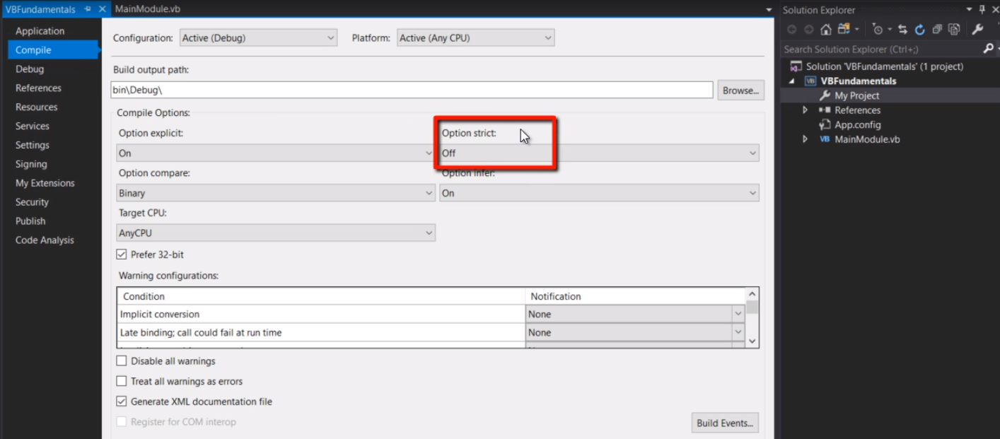 VBFundamentals
MainModule.vb
Application
Compile
Debug
References
Resources
Services
Settings
Signing
My Extensions
Security
Publish
Code Analysis
Configuration: Active (Debug) Platform: Active (Any CPU)
Build output path:
bin\Debug\ Browse...
Compile Options:
Option explicit: Option strict:
On Off
Option compare: Option infer:
Binary On
Target CPU:
AnyCPU
Prefer 32-bit
Warning configurations:
Condition Notification
Implicit conversion None
Late binding; call could fail at run time None
Disable all warnings
Treat all warnings as errors
Generate XML documentation file
Register for COM interop
Build Events...
Solution Explorer
Search Solution Explorer (Ctrl+;)
Solution 'VBFundamentals' (1 project)
VB VBFundamentals
My Project
References
App.config
VB MainModule.vb